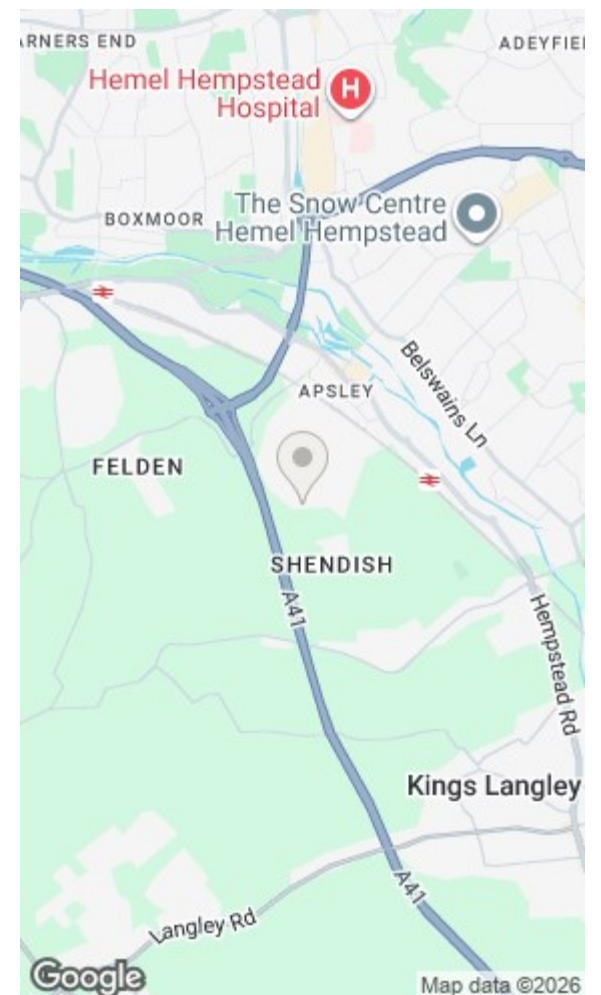 ARNERS END
ADEYFIE
Hemel Hempstead
Hospital
H
The Snow Centre
Hemel Hempstead
BOXMOOR
Belswains Ln
APSLEY
FELDEN
SHENDISH
A41
Hempstead Rd
Kings Langley
A41
Langley Rd
Google
Map data ©2026